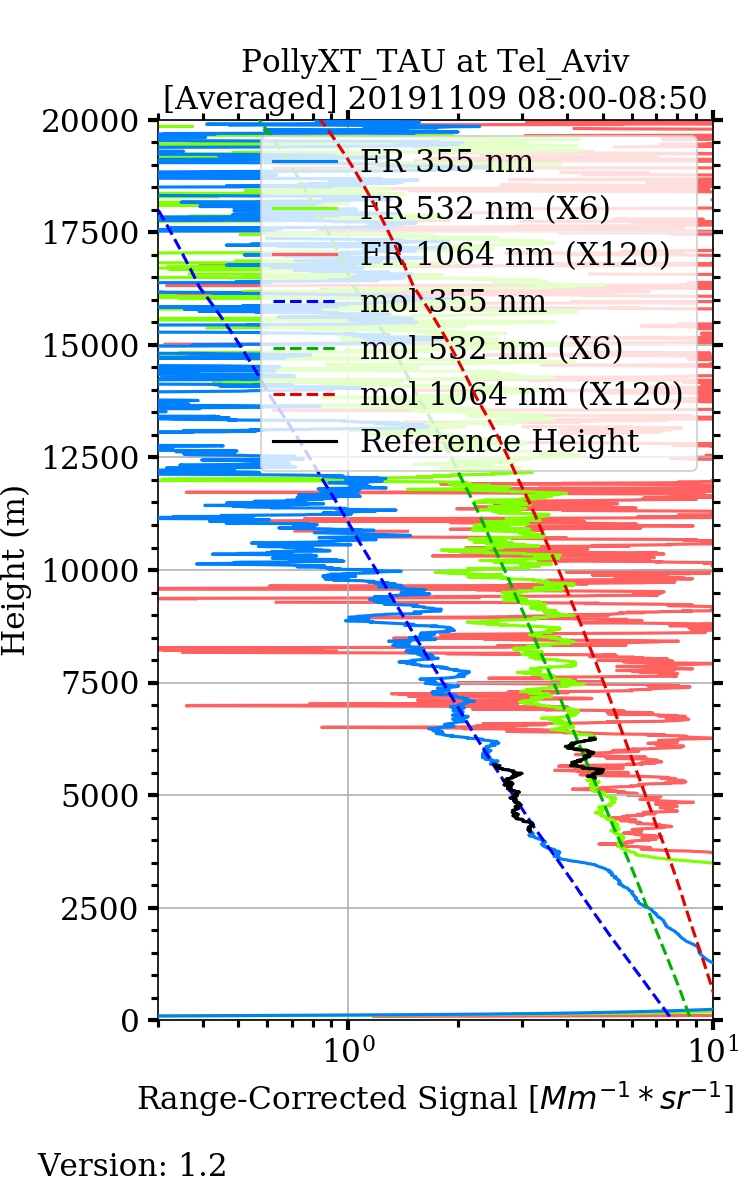 PollyXT_TAU at Tel_Aviv
[Averaged] 20191109 08:00-08:50
20000
17500
15000
12500
10000
7500
5000
2500
0
Height (m)
FR 355 nm
FR 532 nm (X6)
FR 1064 nm (X120)
mol 355 nm
mol 532 nm (X6)
mol 1064 nm (X120)
Reference Height
10⁰ 10¹
Range-Corrected Signal [Mm⁻¹ * sr⁻¹]
Version: 1.2